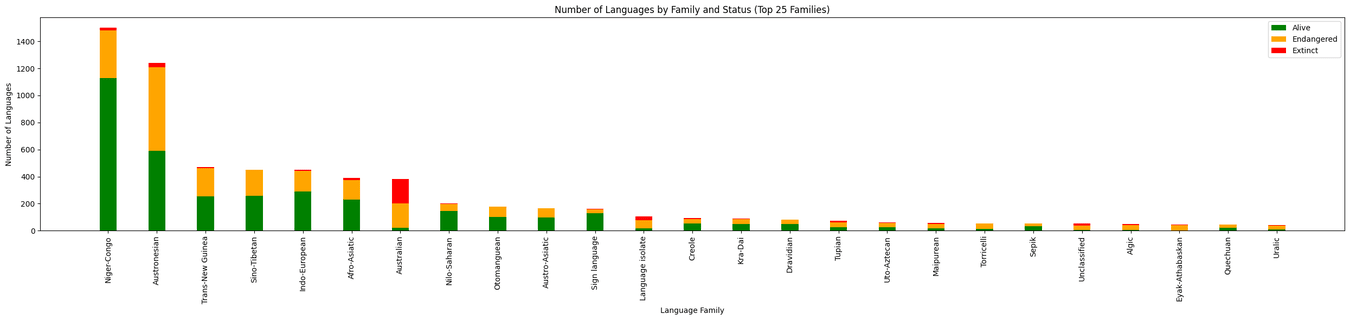 Number of Languages by Family and Status (Top 25 Families)
Alive
Endangered
Extinct
Number of Languages
1400
1200
1000
800
600
400
200
0
Niger-Congo
Austronesian
Trans-New Guinea
Sino-Tibetan
Indo-European
Afro-Asiatic
Australian
Nilo-Saharan
Otomanguean
Austro-Asiatic
Sign language
Language isolate
Creole
Kra-Dai
Dravidian
Tupian
Uto-Aztecan
Maipurean
Torricelli
Sepik
Unclassified
Algic
Eyak-Athabaskan
Quechuan
Uralic
Language Family